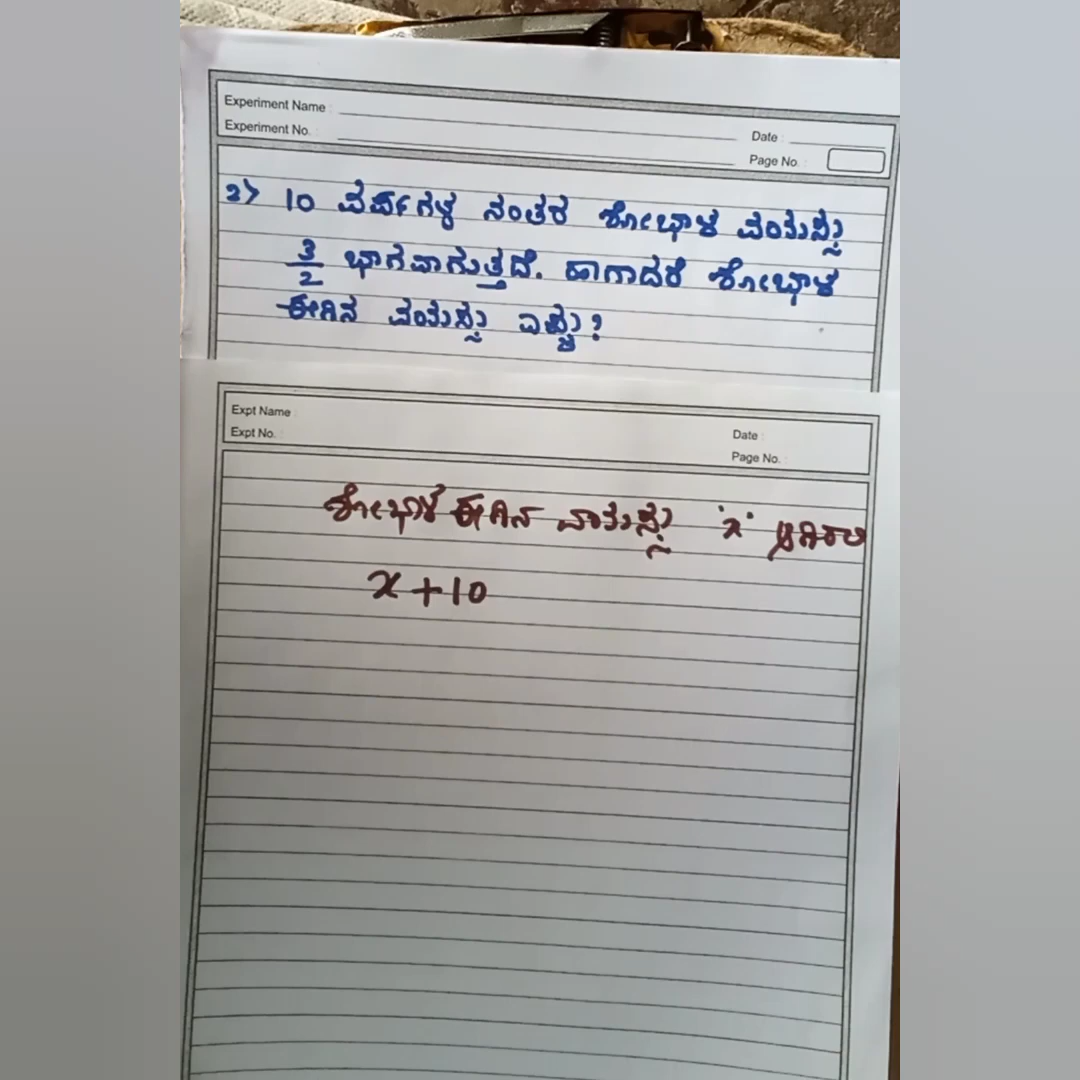 Experiment Name
Date :
Experiment No.
Page No. :
೨> 10 ವರ್ಷಗಳ ನಂತರ ಶೋಭಾಳ ವಯಸ್ಸು
3/2 ಭಾಗವಾಗುತ್ತದೆ. ಹಾಗಾದರೆ ಶೋಭಾಳ
ಈಗಿನ ವಯಸ್ಸು ಎಷ್ಟು?
Expt Name :
Date :
Expt No. :
Page No. :
ಶೋಭಾಳ ಈಗಿನ ವಯಸ್ಸು 'x' ಆಗಿರಲಿ
x + 10